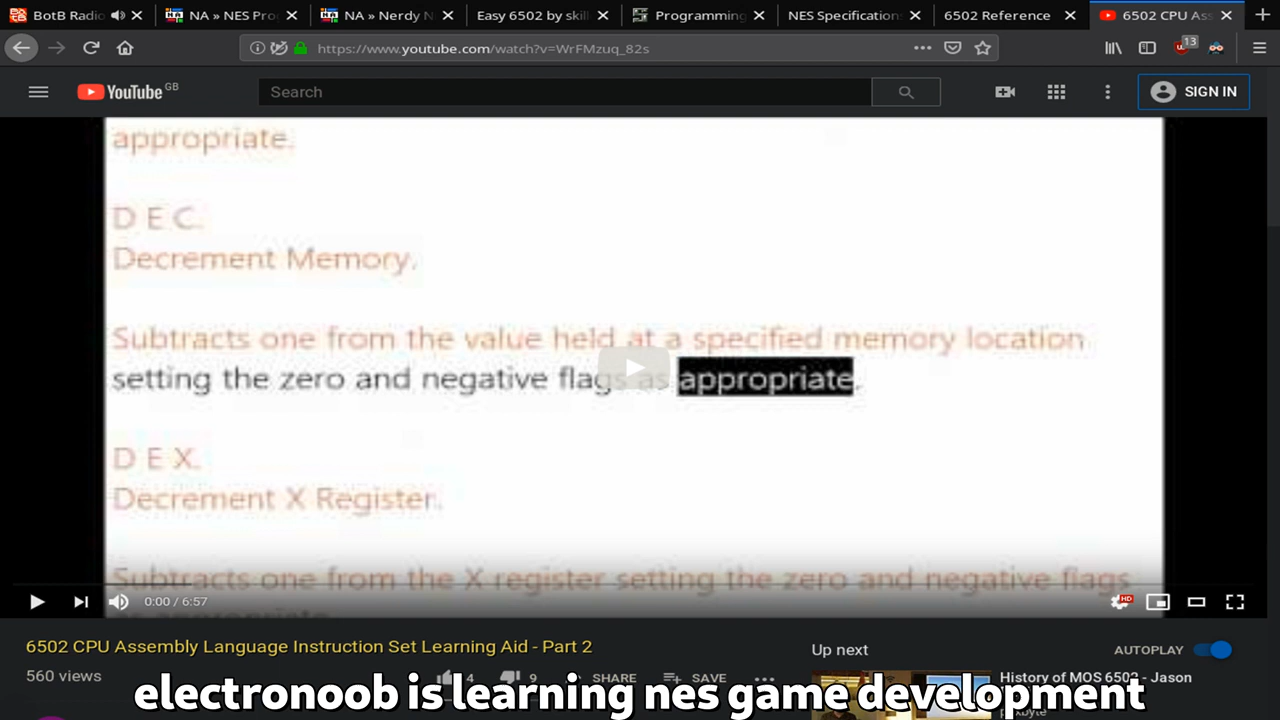 BotB Radio
NA » NES Pro
NA » Nerdy N
Easy 6502 by skil
Programming
NES Specification
6502 Reference
6502 CPU Ass
https://www.youtube.com/watch?v=WrFMzuq_82s
13
YouTube GB
Search
SIGN IN
appropriate.
D E C.
Decrement Memory.
Subtracts one from the value held at a specified memory location
setting the zero and negative flags as appropriate.
D E X.
Decrement X Register.
Subtracts one from the X register setting the zero and negative flags
as appropriate.
0:00 / 6:57
HD
6502 CPU Assembly Language Instruction Set Learning Aid - Part 2
Up next
AUTOPLAY
560 views
4
9
SHARE
SAVE
History of MOS 6502 - Jason
electronoob is learning nes game development